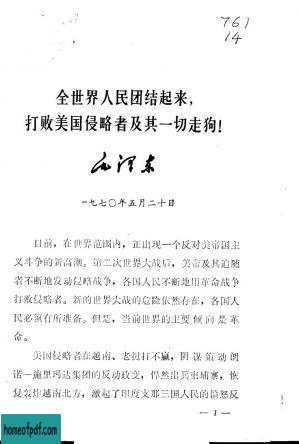 761
14
全世界人民团结起来，
打败美国侵略者及其一切走狗！
毛泽东
一九七〇年五月二十日
目前，在世界范围内，正出现一个反对美帝国主
义斗争的新高潮。第二次世界大战后，美帝及其追随
者不断地发动侵略战争，各国人民不断地用革命战争
打败侵略者。新的世界大战的危险依然存在，各国人
民必须有所准备。但是，当前世界的主要倾向是革
命。
美国侵略者在越南、老挝打不赢，阴谋策动朗
诺—施里玛达集团的反动政变，悍然出兵柬埔寨，恢
复轰炸越南北方，激起了印度支那三国人民的愤怒反
— 1 —
homeofpdf.com